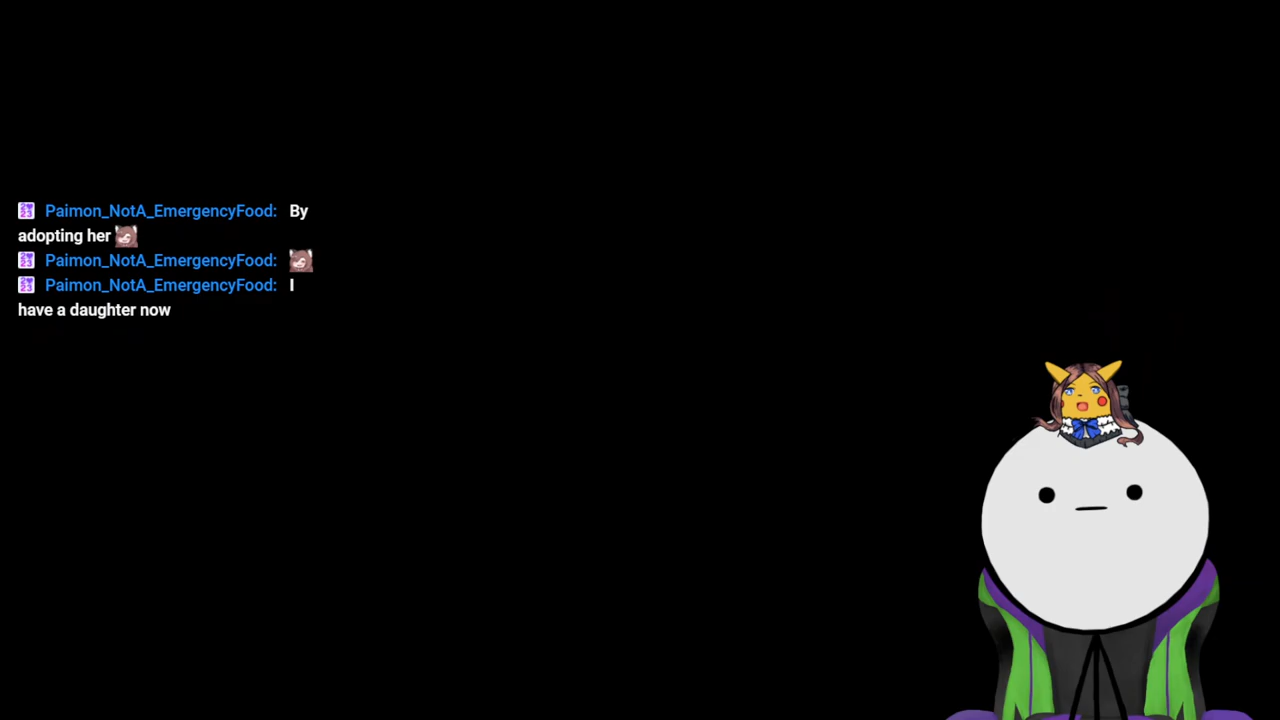 Paimon_NotA_EmergencyFood: By
adopting her
Paimon_NotA_EmergencyFood:
Paimon_NotA_EmergencyFood: I
have a daughter now